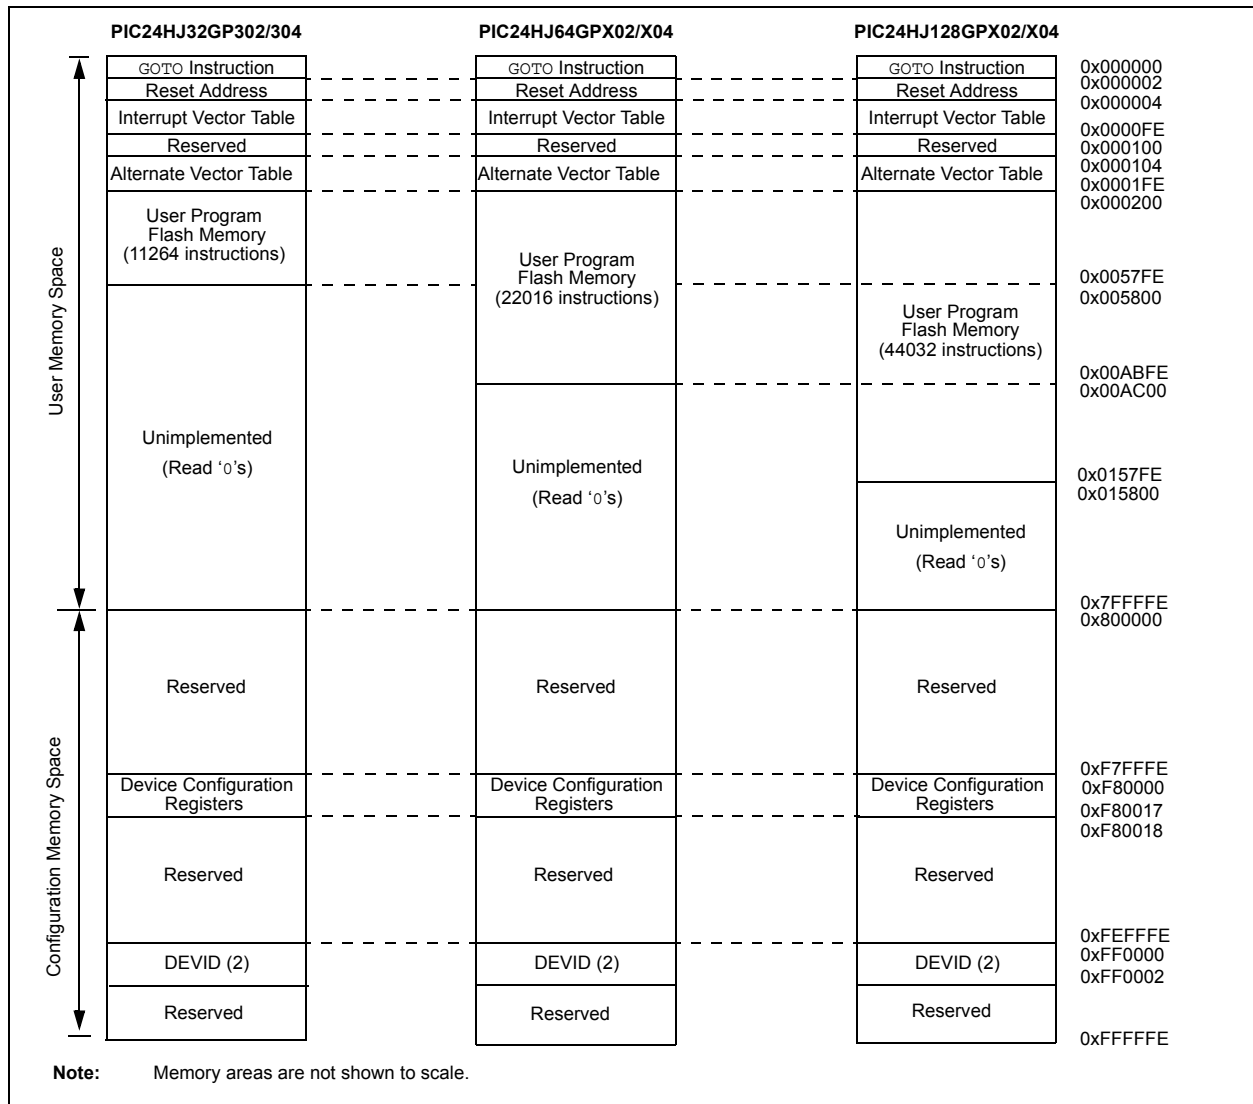 PIC24HJ32GP302/304
PIC24HJ64GPX02/X04
PIC24HJ128GPX02/X04
GOTO Instruction
GOTO Instruction
GOTO Instruction
0x000000
Reset Address
Reset Address
Reset Address
0x000002
0x000004
Interrupt Vector Table
Interrupt Vector Table
Interrupt Vector Table
0x0000FE
Reserved
Reserved
Reserved
0x000100
0x000104
Alternate Vector Table
Alternate Vector Table
Alternate Vector Table
0x0001FE
0x000200
User Program
Flash Memory
(11264 instructions)
User Program
Flash Memory
(22016 instructions)
User Program
Flash Memory
(44032 instructions)
0x0057FE
0x005800
0x00ABFE
0x00AC00
User Memory Space
Unimplemented
(Read ‘0’s)
Unimplemented
(Read ‘0’s)
Unimplemented
(Read ‘0’s)
0x0157FE
0x015800
0x7FFFFE
0x800000
Reserved
Reserved
Reserved
Configuration Memory Space
0xF7FFFE
Device Configuration
Registers
Device Configuration
Registers
Device Configuration
Registers
0xF80000
0xF80017
0xF80018
Reserved
Reserved
Reserved
0xFEFFFE
DEVID (2)
DEVID (2)
DEVID (2)
0xFF0000
0xFF0002
Reserved
Reserved
Reserved
0xFFFFFE
Note: Memory areas are not shown to scale.